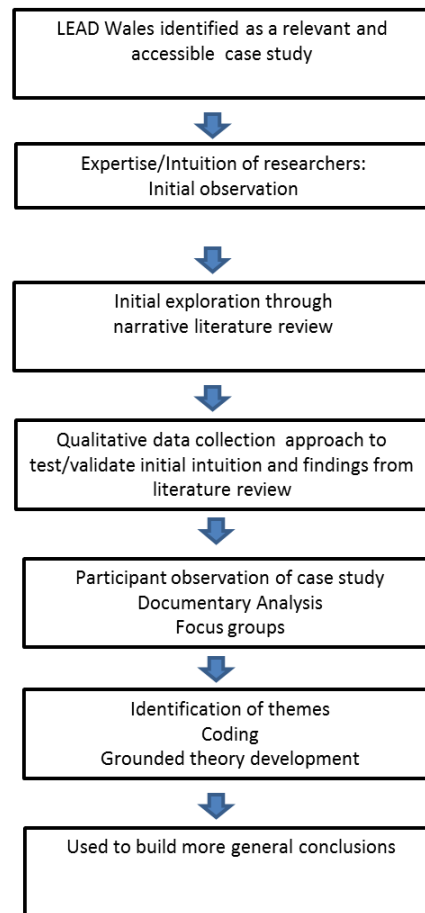 LEAD Wales identified as a relevant and
accessible case study
Expertise/Intuition of researchers:
Initial observation
Initial exploration through
narrative literature review
Qualitative data collection approach to
test/validate initial intuition and findings from
literature review
Participant observation of case study
Documentary Analysis
Focus groups
Identification of themes
Coding
Grounded theory development
Used to build more general conclusions